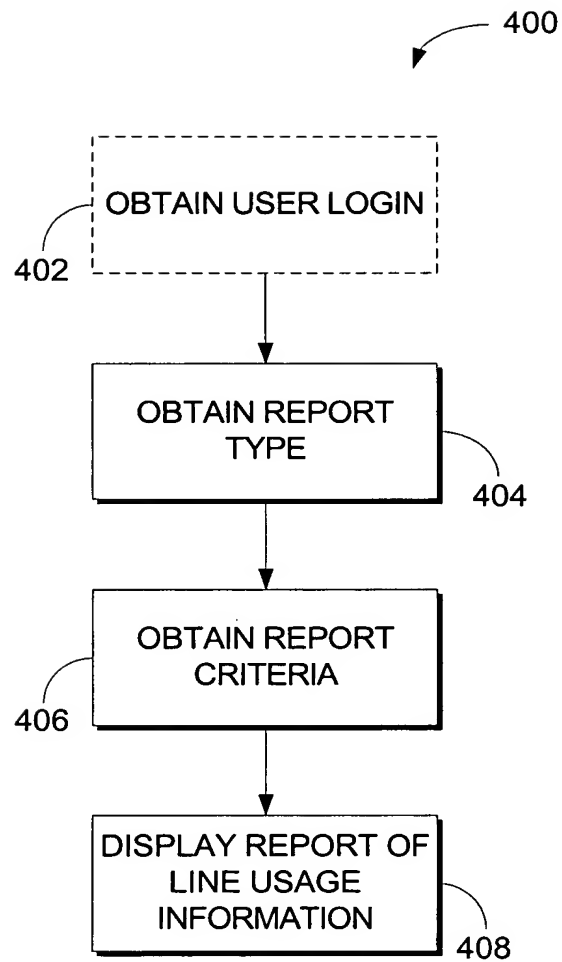 400
OBTAIN USER LOGIN
402
OBTAIN REPORT
TYPE
404
OBTAIN REPORT
CRITERIA
406
DISPLAY REPORT OF
LINE USAGE
INFORMATION
408